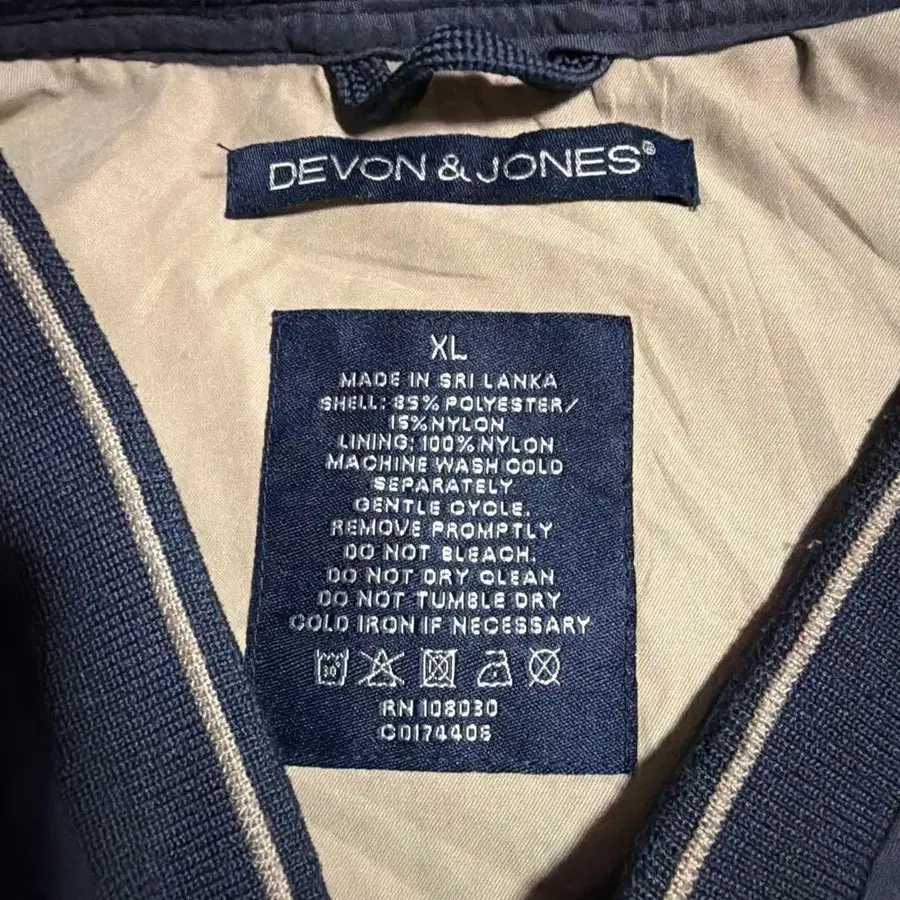 DEVON & JONES®
XL
MADE IN SRI LANKA
SHELL: 85% POLYESTER/
15% NYLON
LINING: 100% NYLON
MACHINE WASH COLD
SEPARATELY
GENTLE CYCLE.
REMOVE PROMPTLY
DO NOT BLEACH.
DO NOT DRY CLEAN
DO NOT TUMBLE DRY
COLD IRON IF NECESSARY
30°
RN 108030
C0174406